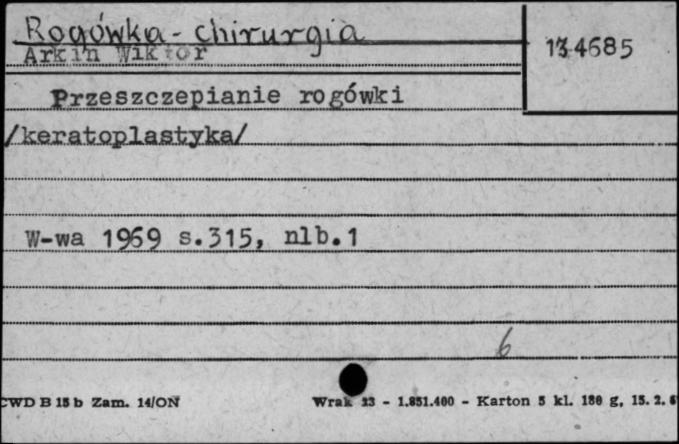 Rogówka - chirurgia
134685
Arkin Wiktor
Przeszczepianie rogówki
/keratoplastyka/
W-wa 1969 s.315, nlb.1
6
CWD B 15 b Zam. 14/ON
Wrak 23 - 1.851.400 - Karton 5 kl. 180 g, 15. 2. 6